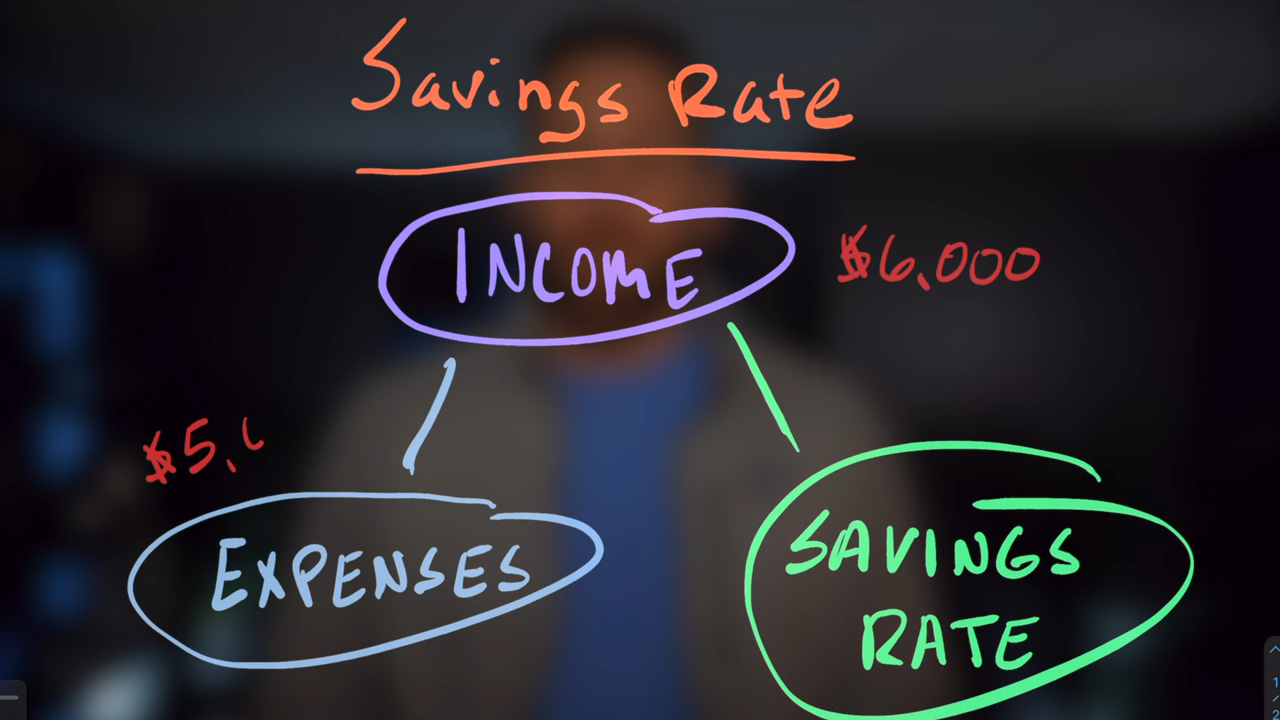 Savings Rate
INCOME
$6,000
$5,
EXPENSES
SAVINGS
RATE